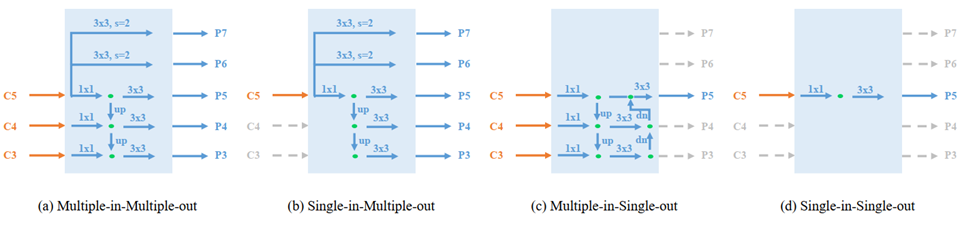 3x3, s=2 P7
3x3, s=2 P6
C5 1x1 3x3 P5
up
C4 1x1 3x3 P4
up
C3 1x1 3x3 P3
(a) Multiple-in-Multiple-out
3x3, s=2 P7
3x3, s=2 P6
C5 1x1 3x3 P5
up
C4 3x3 P4
up
C3 3x3 P3
(b) Single-in-Multiple-out
P7
P6
C5 1x1 3x3 P5
up dn
C4 1x1 3x3 P4
up dn
C3 1x1 3x3 P3
(c) Multiple-in-Single-out
P7
P6
C5 1x1 3x3 P5
C4 P4
C3 P3
(d) Single-in-Single-out